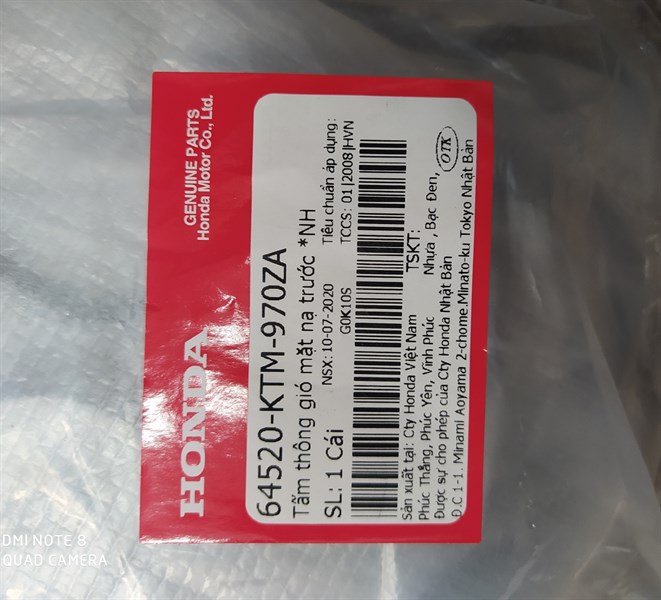 HONDA
GENUINE PARTS
Honda Motor Co., Ltd.
64520-KTM-970ZA
Tấm thông gió mặt nạ trước *NH
SL: 1 Cái
NSX: 10-07-2020
G0K10S
Tiêu chuẩn áp dụng:
TCCS: 01|2008|HVN
Sản xuất tại: Cty Honda Việt Nam
Phúc Thắng, Phúc Yên, Vĩnh Phúc
Được sự cho phép của Cty Honda Nhật Bản
Đ.C 1-1. Minami Aoyama 2-chome.Minato-ku Tokyo Nhật Bản
TSKT:
Nhựa , Bạc Đen,
OTK
DMI NOTE 8
QUAD CAMERA